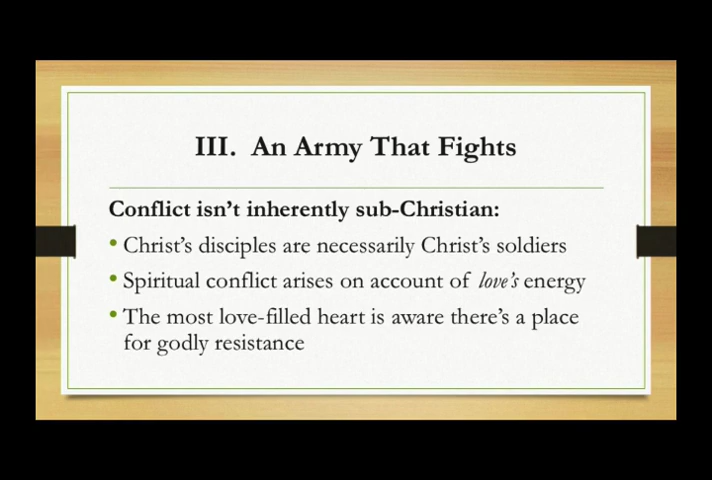 III.  An Army That Fights
Conflict isn't inherently sub-Christian:
• Christ's disciples are necessarily Christ's soldiers
• Spiritual conflict arises on account of love's energy
• The most love-filled heart is aware there's a place
for godly resistance